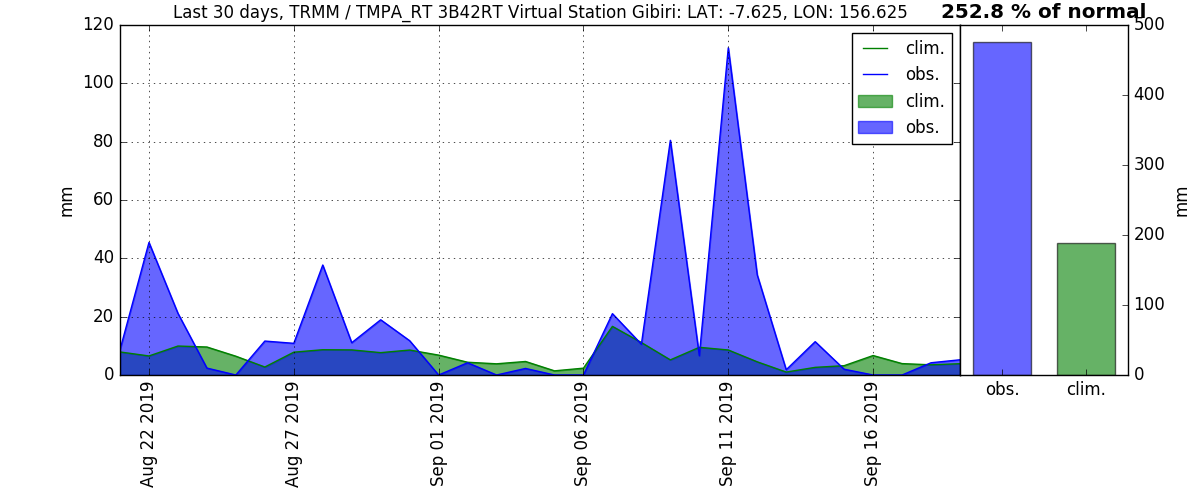 Last 30 days, TRMM / TMPA_RT 3B42RT Virtual Station Gibiri: LAT: -7.625, LON: 156.625
252.8 % of normal
120
100
80
60
40
20
0
mm
clim.
obs.
clim.
obs.
Aug 22 2019
Aug 27 2019
Sep 01 2019
Sep 06 2019
Sep 11 2019
Sep 16 2019
500
400
300
200
100
0
mm
obs.
clim.